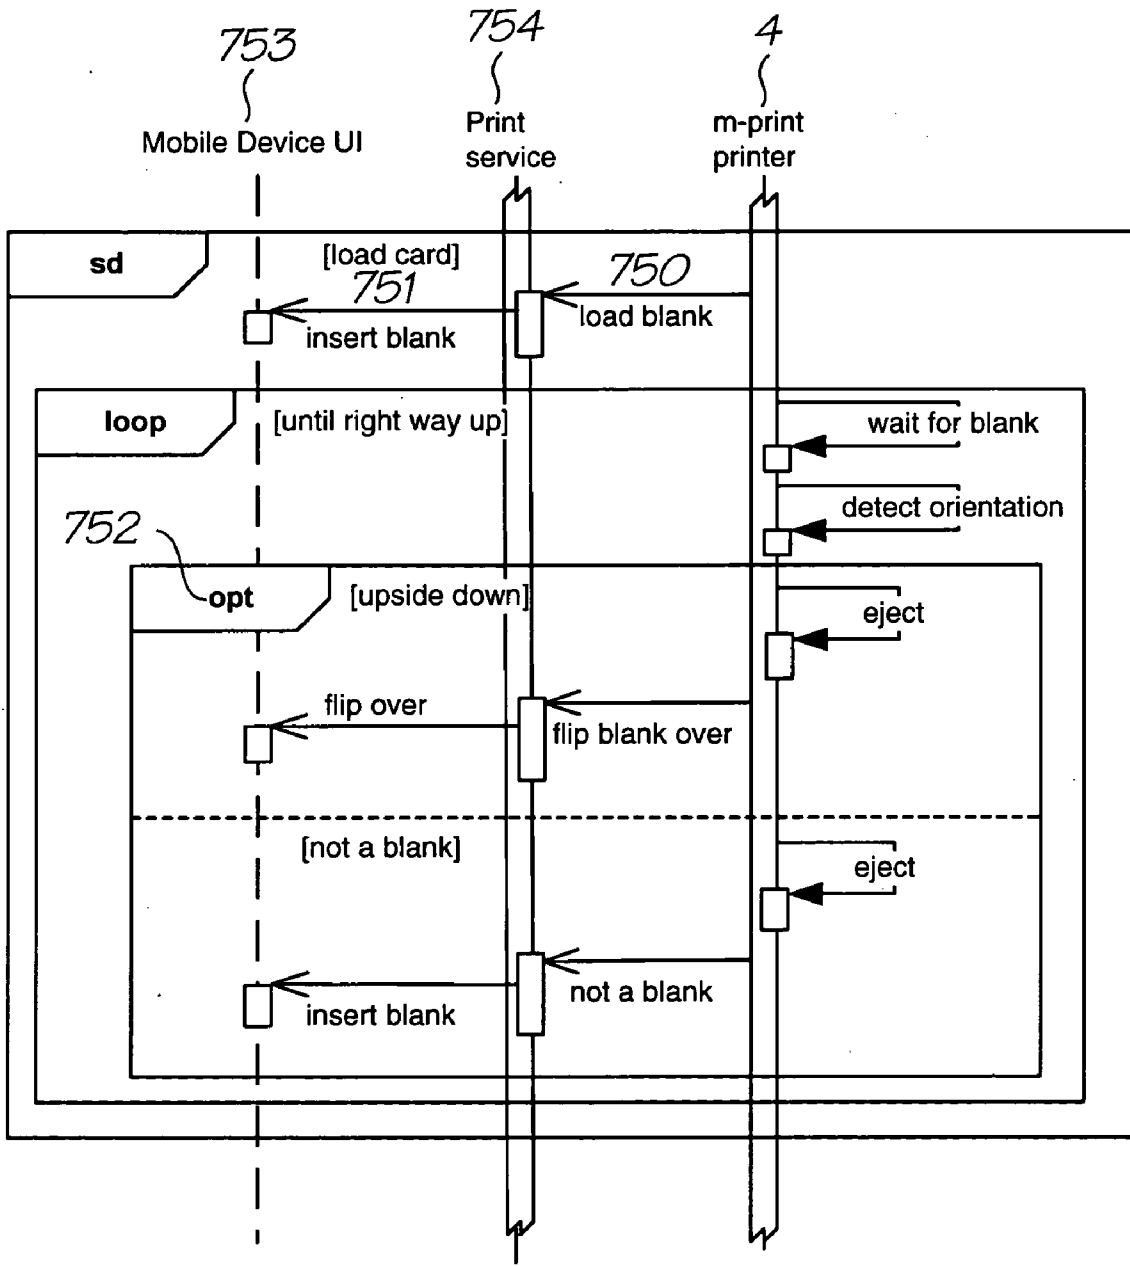 753
754
4
Mobile Device UI
Print
service
m-print
printer
sd
[load card]
751
750
insert blank
load blank
loop
[until right way up]
wait for blank
detect orientation
752
opt
[upside down]
eject
flip over
flip blank over
[not a blank]
eject
insert blank
not a blank